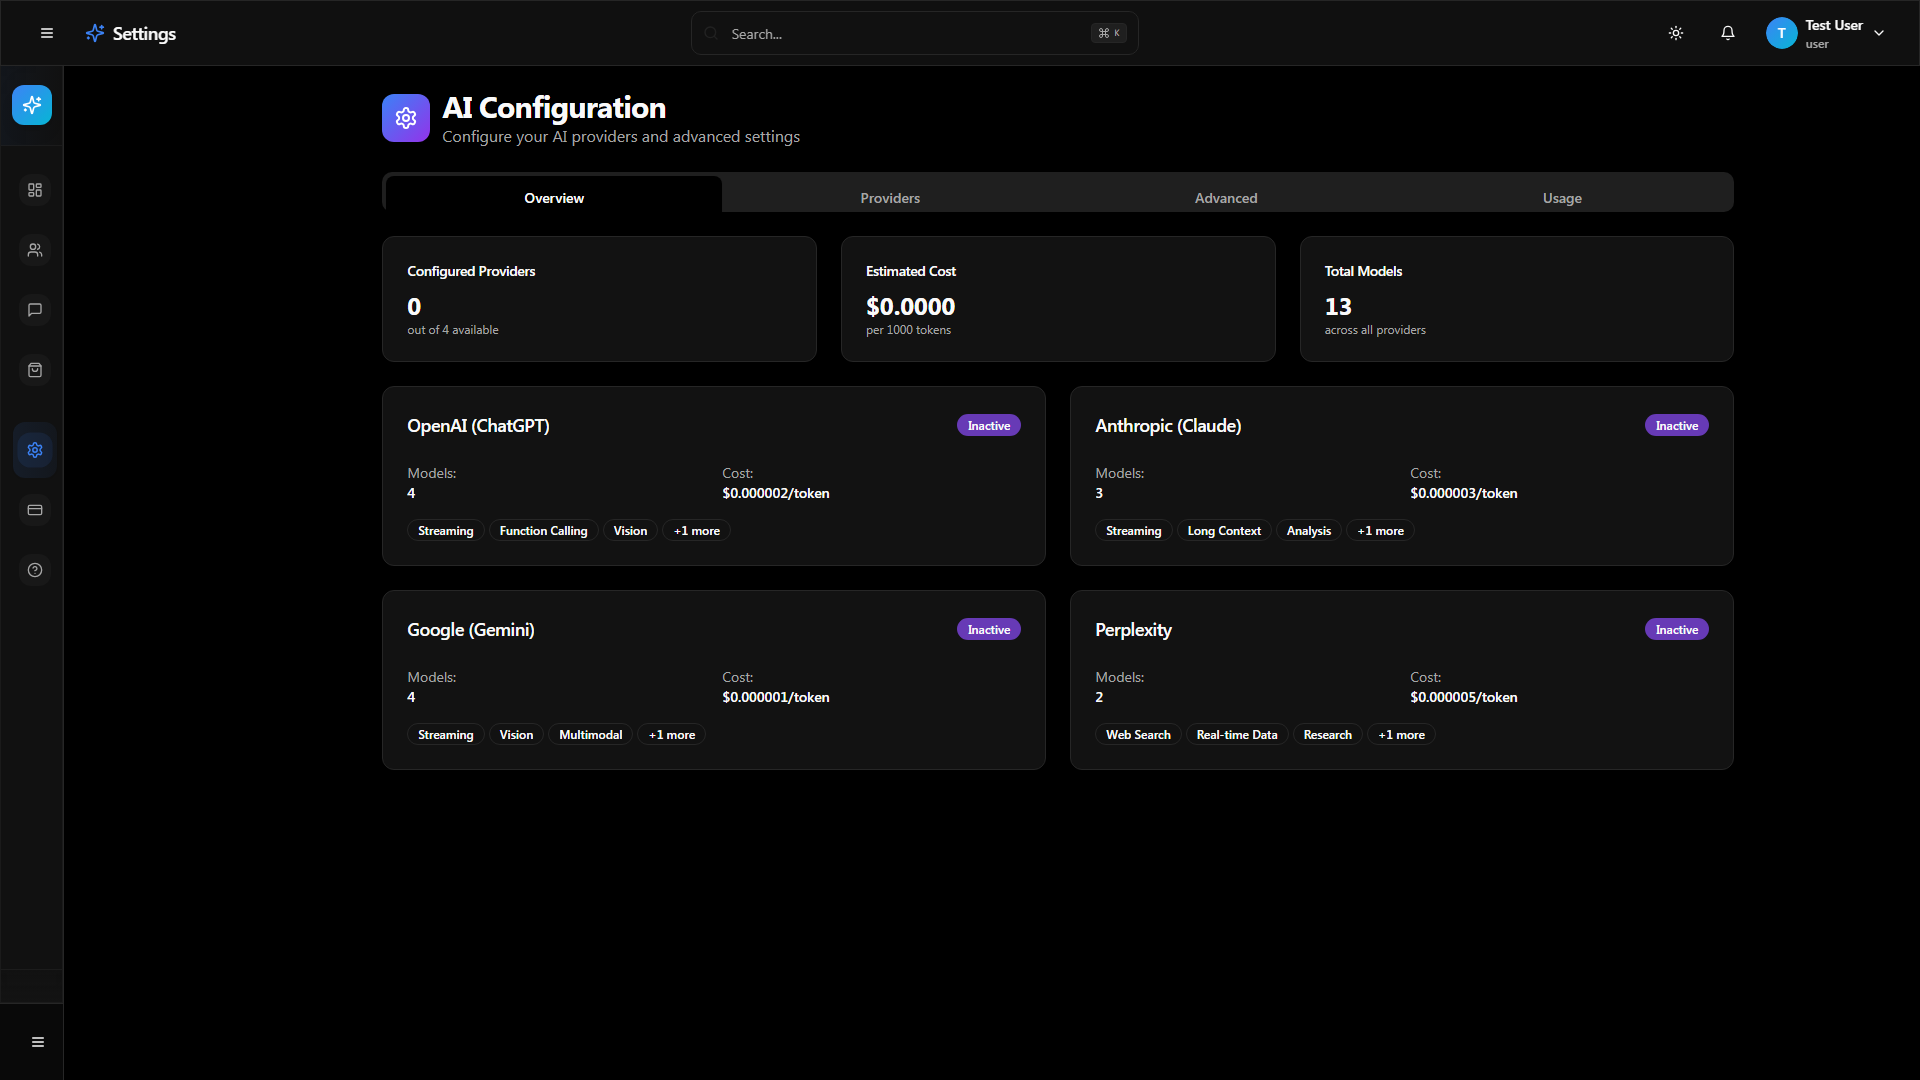 Settings
Search...
⌘ K
T
Test User
user
AI Configuration
Configure your AI providers and advanced settings
Overview
Providers
Advanced
Usage
Configured Providers
0
out of 4 available
Estimated Cost
$0.0000
per 1000 tokens
Total Models
13
across all providers
OpenAI (ChatGPT)
Inactive
Models:
4
Cost:
$0.000002/token
Streaming
Function Calling
Vision
+1 more
Anthropic (Claude)
Inactive
Models:
3
Cost:
$0.000003/token
Streaming
Long Context
Analysis
+1 more
Google (Gemini)
Inactive
Models:
4
Cost:
$0.000001/token
Streaming
Vision
Multimodal
+1 more
Perplexity
Inactive
Models:
2
Cost:
$0.000005/token
Web Search
Real-time Data
Research
+1 more